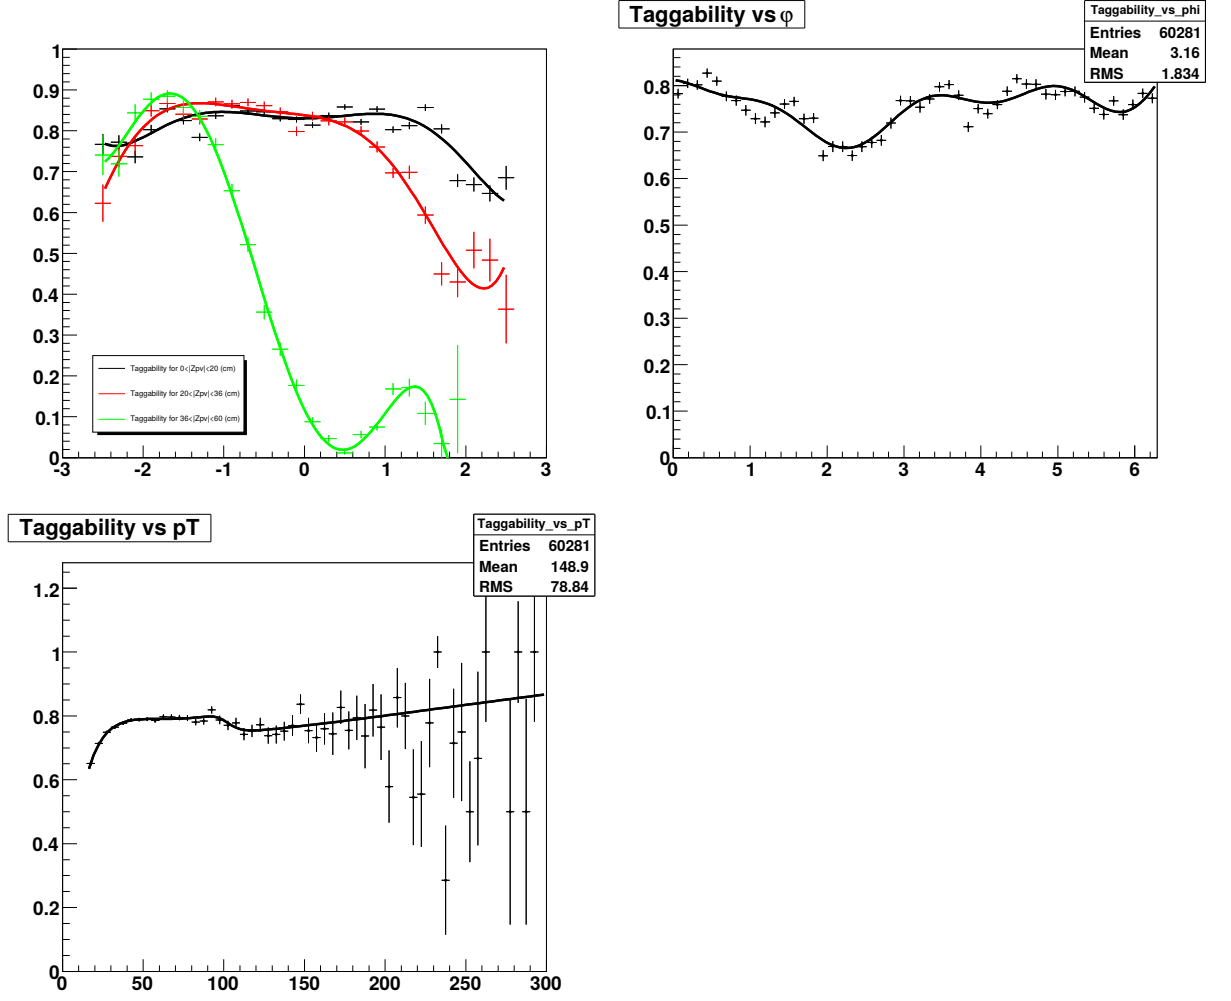 1
0.9
0.8
0.7
0.6
0.5
0.4
0.3
0.2
0.1
0
-3 -2 -1 0 1 2 3
Taggability for 0<|Zpv|<20 (cm)
Taggability for 20<|Zpv|<36 (cm)
Taggability for 36<|Zpv|<60 (cm)
Taggability vs φ
Taggability_vs_phi
Entries 60281
Mean 3.16
RMS 1.834
0.8
0.7
0.6
0.5
0.4
0.3
0.2
0.1
0
0 1 2 3 4 5 6
Taggability vs pT
Taggability_vs_pT
Entries 60281
Mean 148.9
RMS 78.84
1.2
1
0.8
0.6
0.4
0.2
0
0 50 100 150 200 250 300